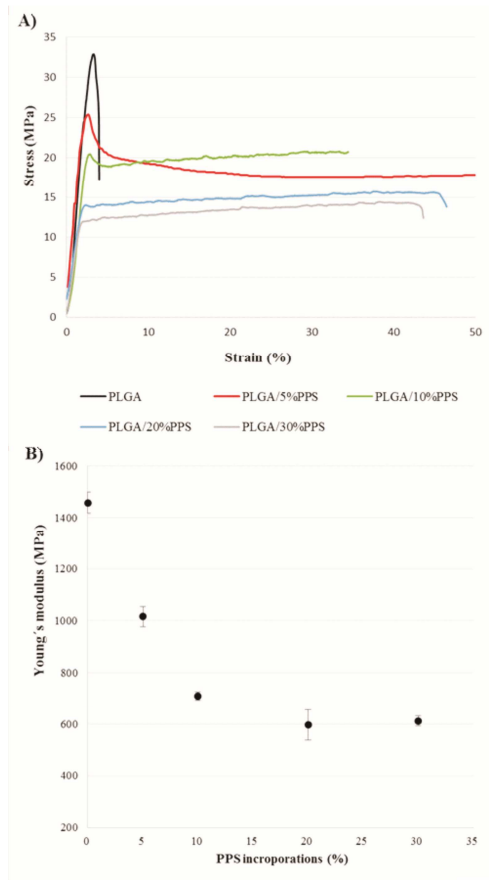 A)
Stress (MPa)
35
30
25
20
15
10
5
0
0 10 20 30 40 50
Strain (%)
PLGA PLGA/5%PPS PLGA/10%PPS
PLGA/20%PPS PLGA/30%PPS
B)
Young´s modulus (MPa)
1600
1400
1200
1000
800
600
400
200
0 5 10 15 20 25 30 35
PPS incroporations (%)